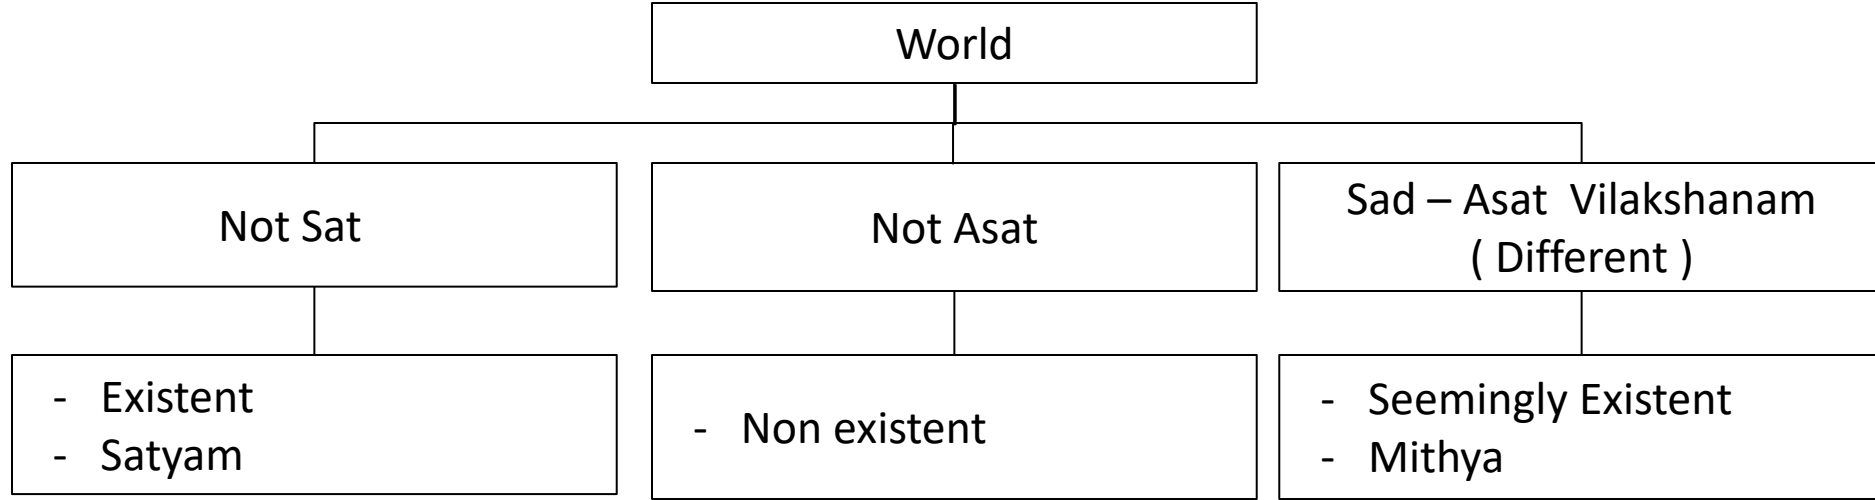 World
Not Sat
Not Asat
Sad – Asat Vilakshanam
( Different )
- Existent
- Satyam
- Non existent
- Seemingly Existent
- Mithya